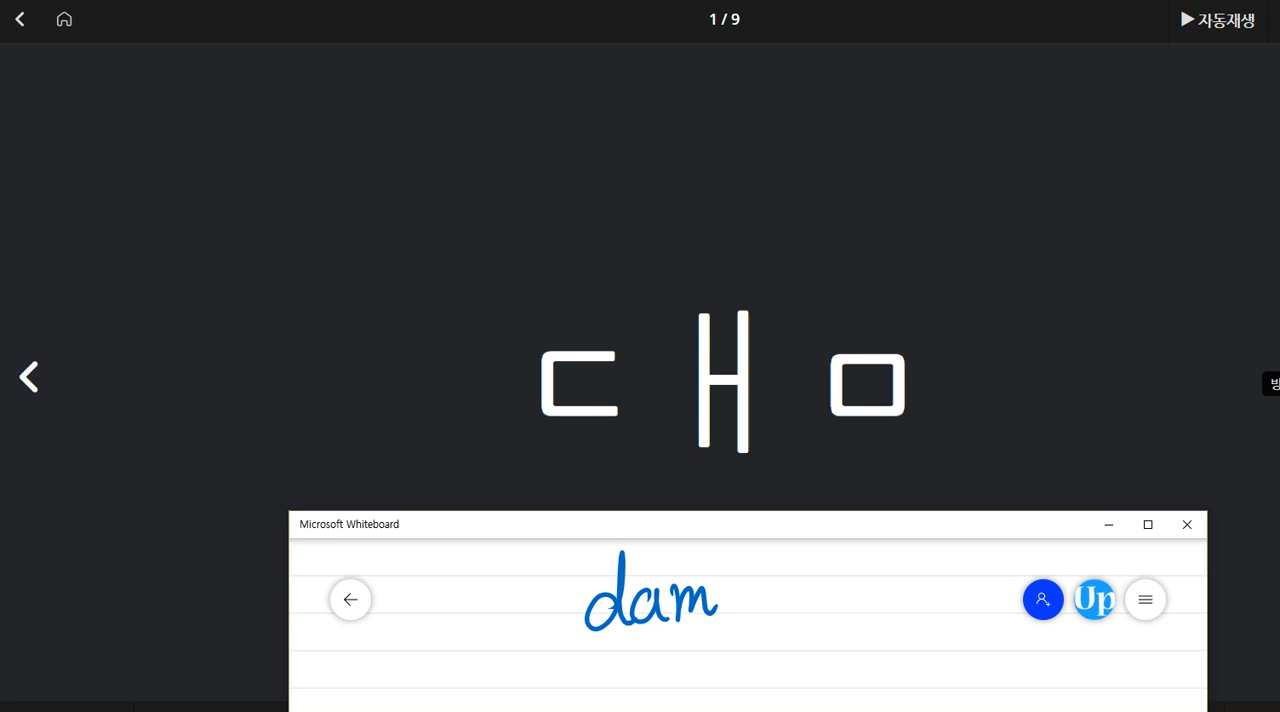 1 / 9
▶ 자동재생
ㄷ ㅐ ㅁ
Microsoft Whiteboard
dam
Up